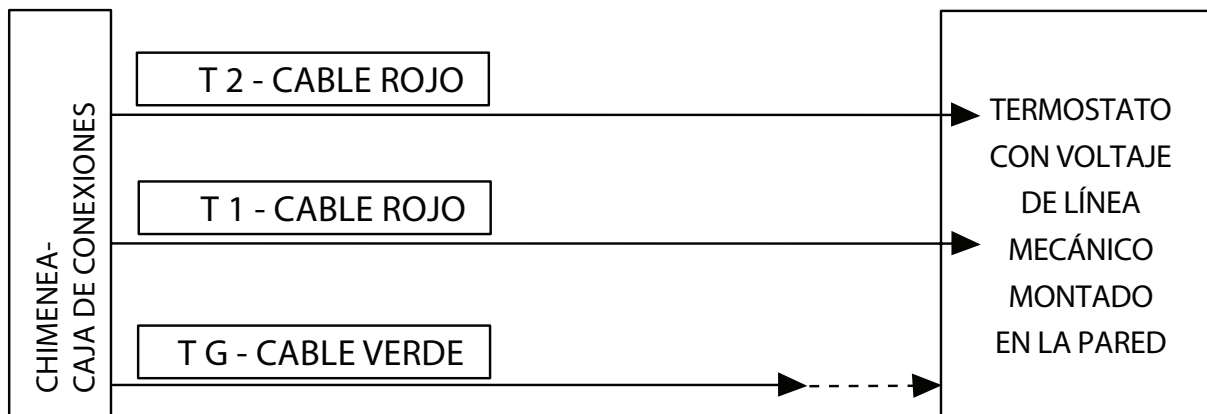 CHIMENEA-
CAJA DE CONEXIONES
T 2 - CABLE ROJO
T 1 - CABLE ROJO
T G - CABLE VERDE
TERMOSTATO
CON VOLTAJE
DE LÍNEA
MECÁNICO
MONTADO
EN LA PARED